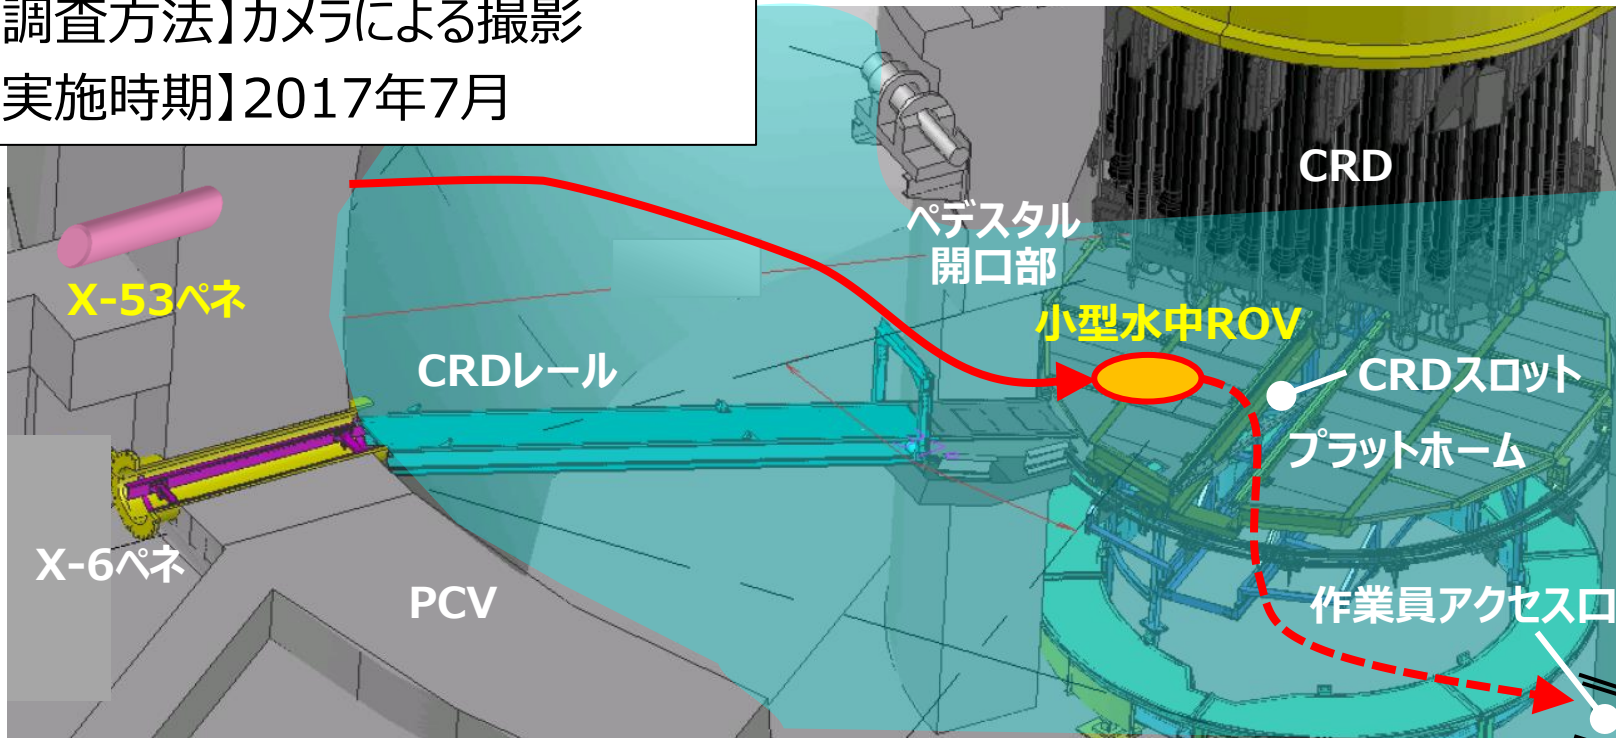 調査方法】カメラによる撮影
実施時期】2017年7月
CRD
ペデスタル
開口部
X-53ペネ
小型水中ROV
CRDレール
CRDスロット
プラットホーム
X-6ペネ
PCV
作業員アクセス口